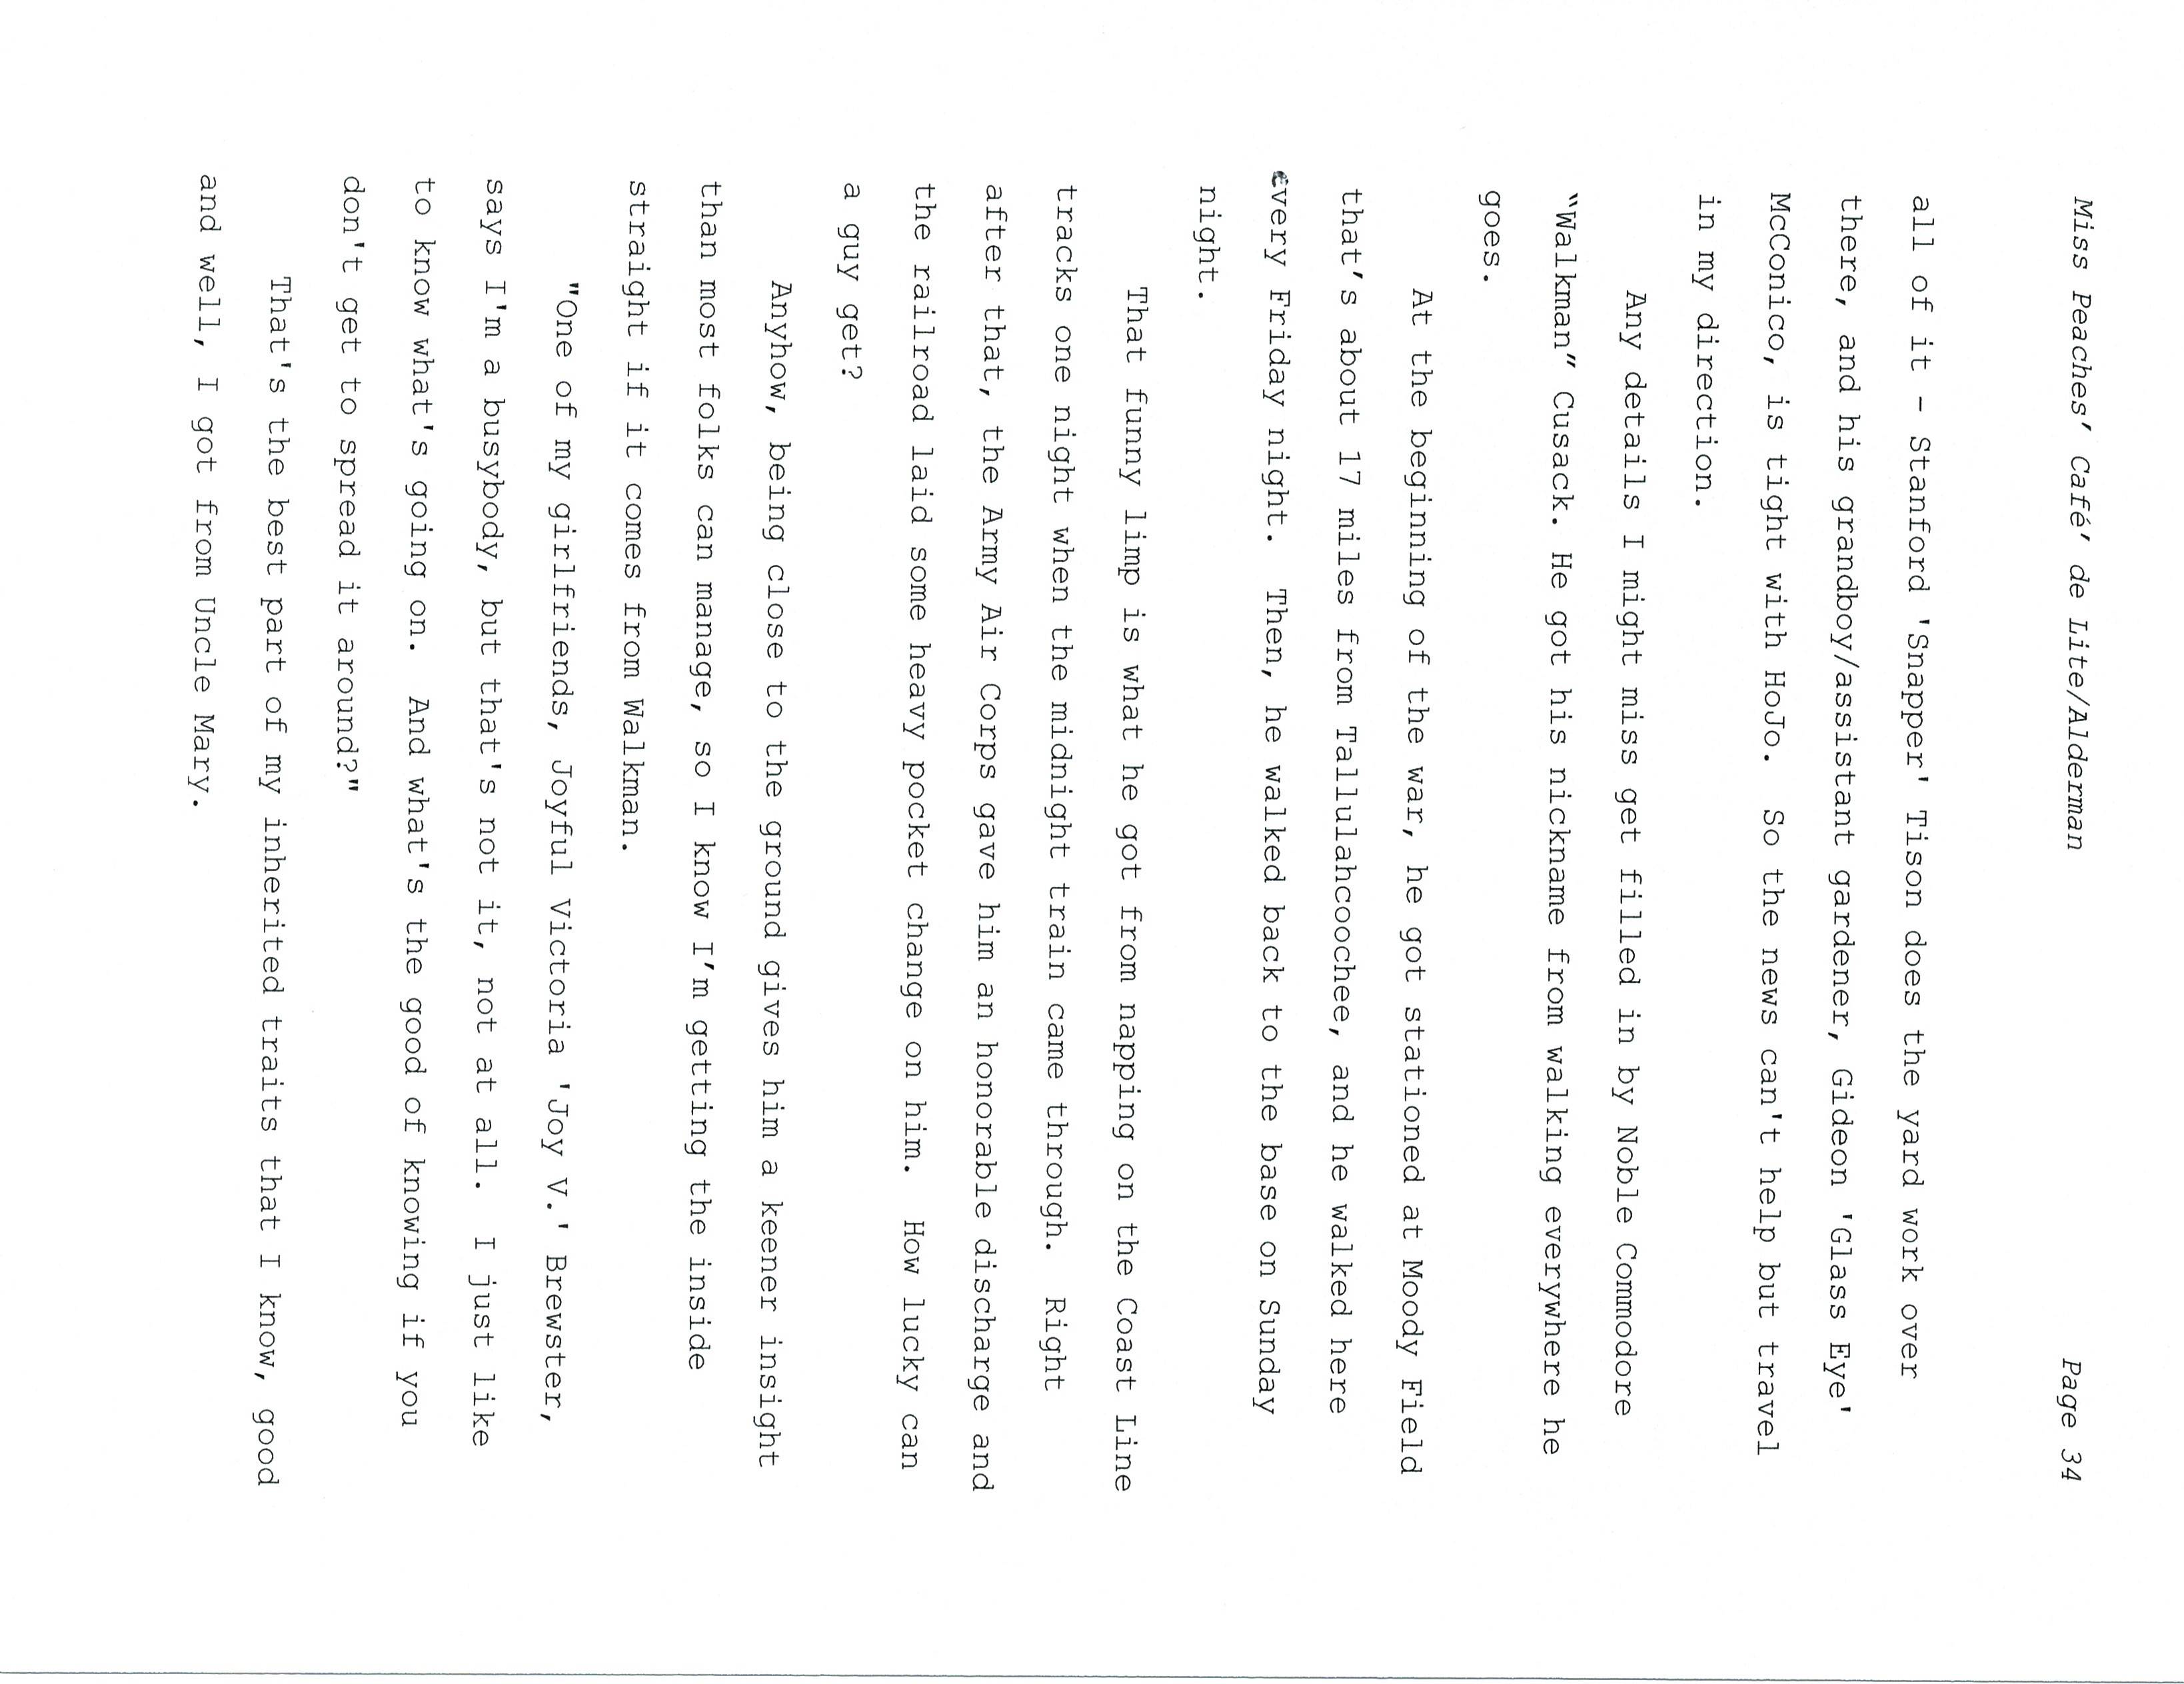 Miss Peaches’ Café’ de Lite/Alderman Page 34
all of it – Stanford 'Snapper' Tison does the yard work over
there, and his grandboy/assistant gardener, Gideon 'Glass Eye'
McConico, is tight with HoJo.  So the news can't help but travel
in my direction.
Any details I might miss get filled in by Noble Commodore
“Walkman” Cusack. He got his nickname from walking everywhere he
goes.
At the beginning of the war, he got stationed at Moody Field
that’s about 17 miles from Tallulahcoochee, and he walked here
every Friday night.  Then, he walked back to the base on Sunday
night.
That funny limp is what he got from napping on the Coast Line
tracks one night when the midnight train came through.  Right
after that, the Army Air Corps gave him an honorable discharge and
the railroad laid some heavy pocket change on him.  How lucky can
a guy get?
Anyhow, being close to the ground gives him a keener insight
than most folks can manage, so I know I’m getting the inside
straight if it comes from Walkman.
"One of my girlfriends, Joyful Victoria 'Joy V.' Brewster,
says I'm a busybody, but that's not it, not at all.  I just like
to know what's going on.  And what's the good of knowing if you
don't get to spread it around?"
That's the best part of my inherited traits that I know, good
and well, I got from Uncle Mary.